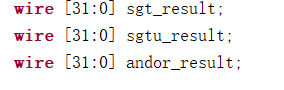 wire [31:0] sgt_result;
wire [31:0] sgtu_result;
wire [31:0] andor_result;